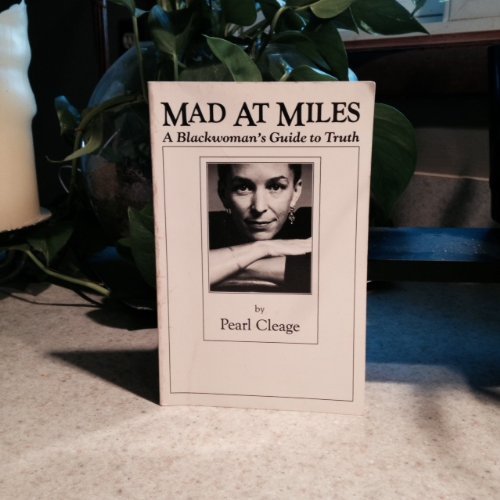 MAD AT MILES
A Blackwoman's Guide to Truth
by
Pearl Cleage